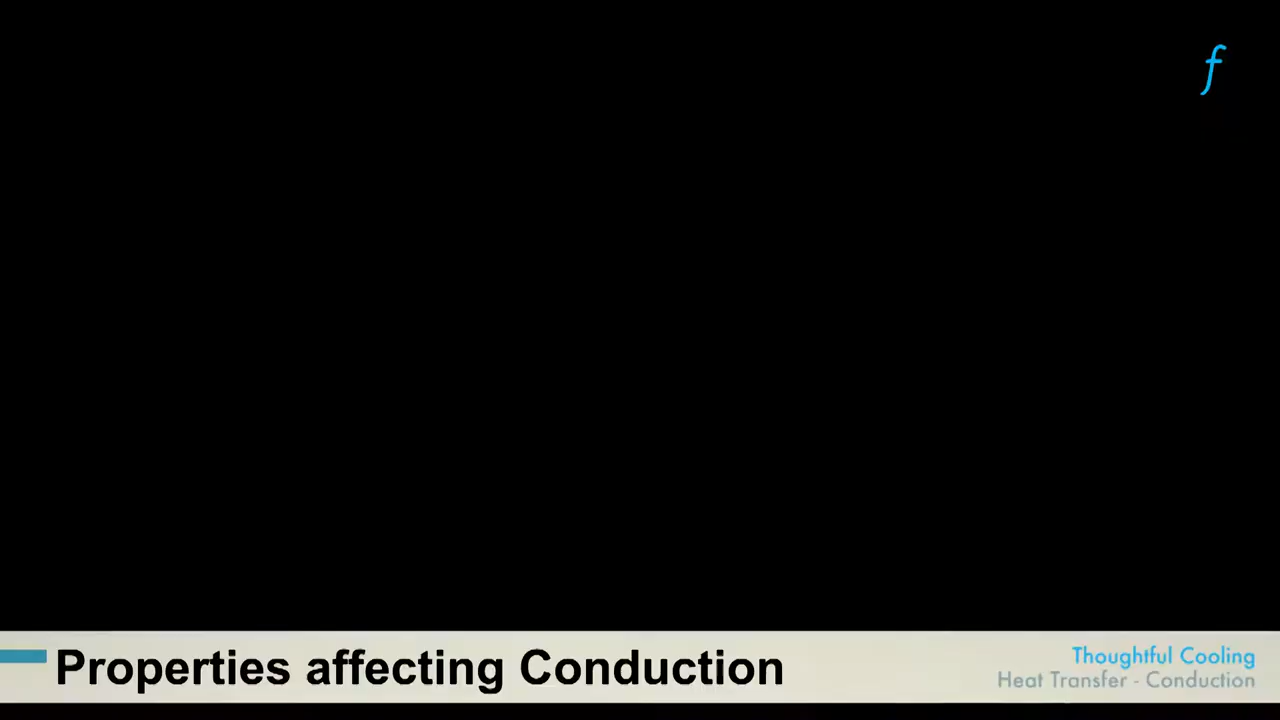 f
Properties affecting Conduction
Thoughtful Cooling
Heat Transfer - Conduction